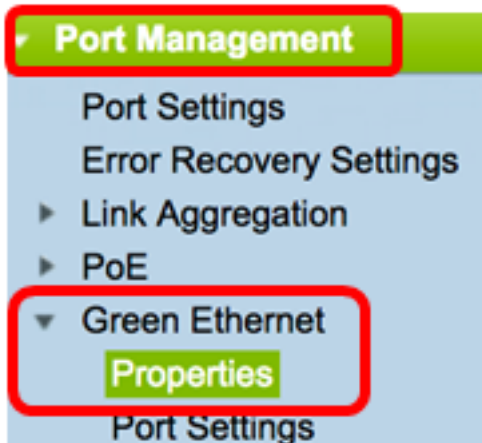 Port Management
Port Settings
Error Recovery Settings
Link Aggregation
PoE
Green Ethernet
Properties
Port Settings